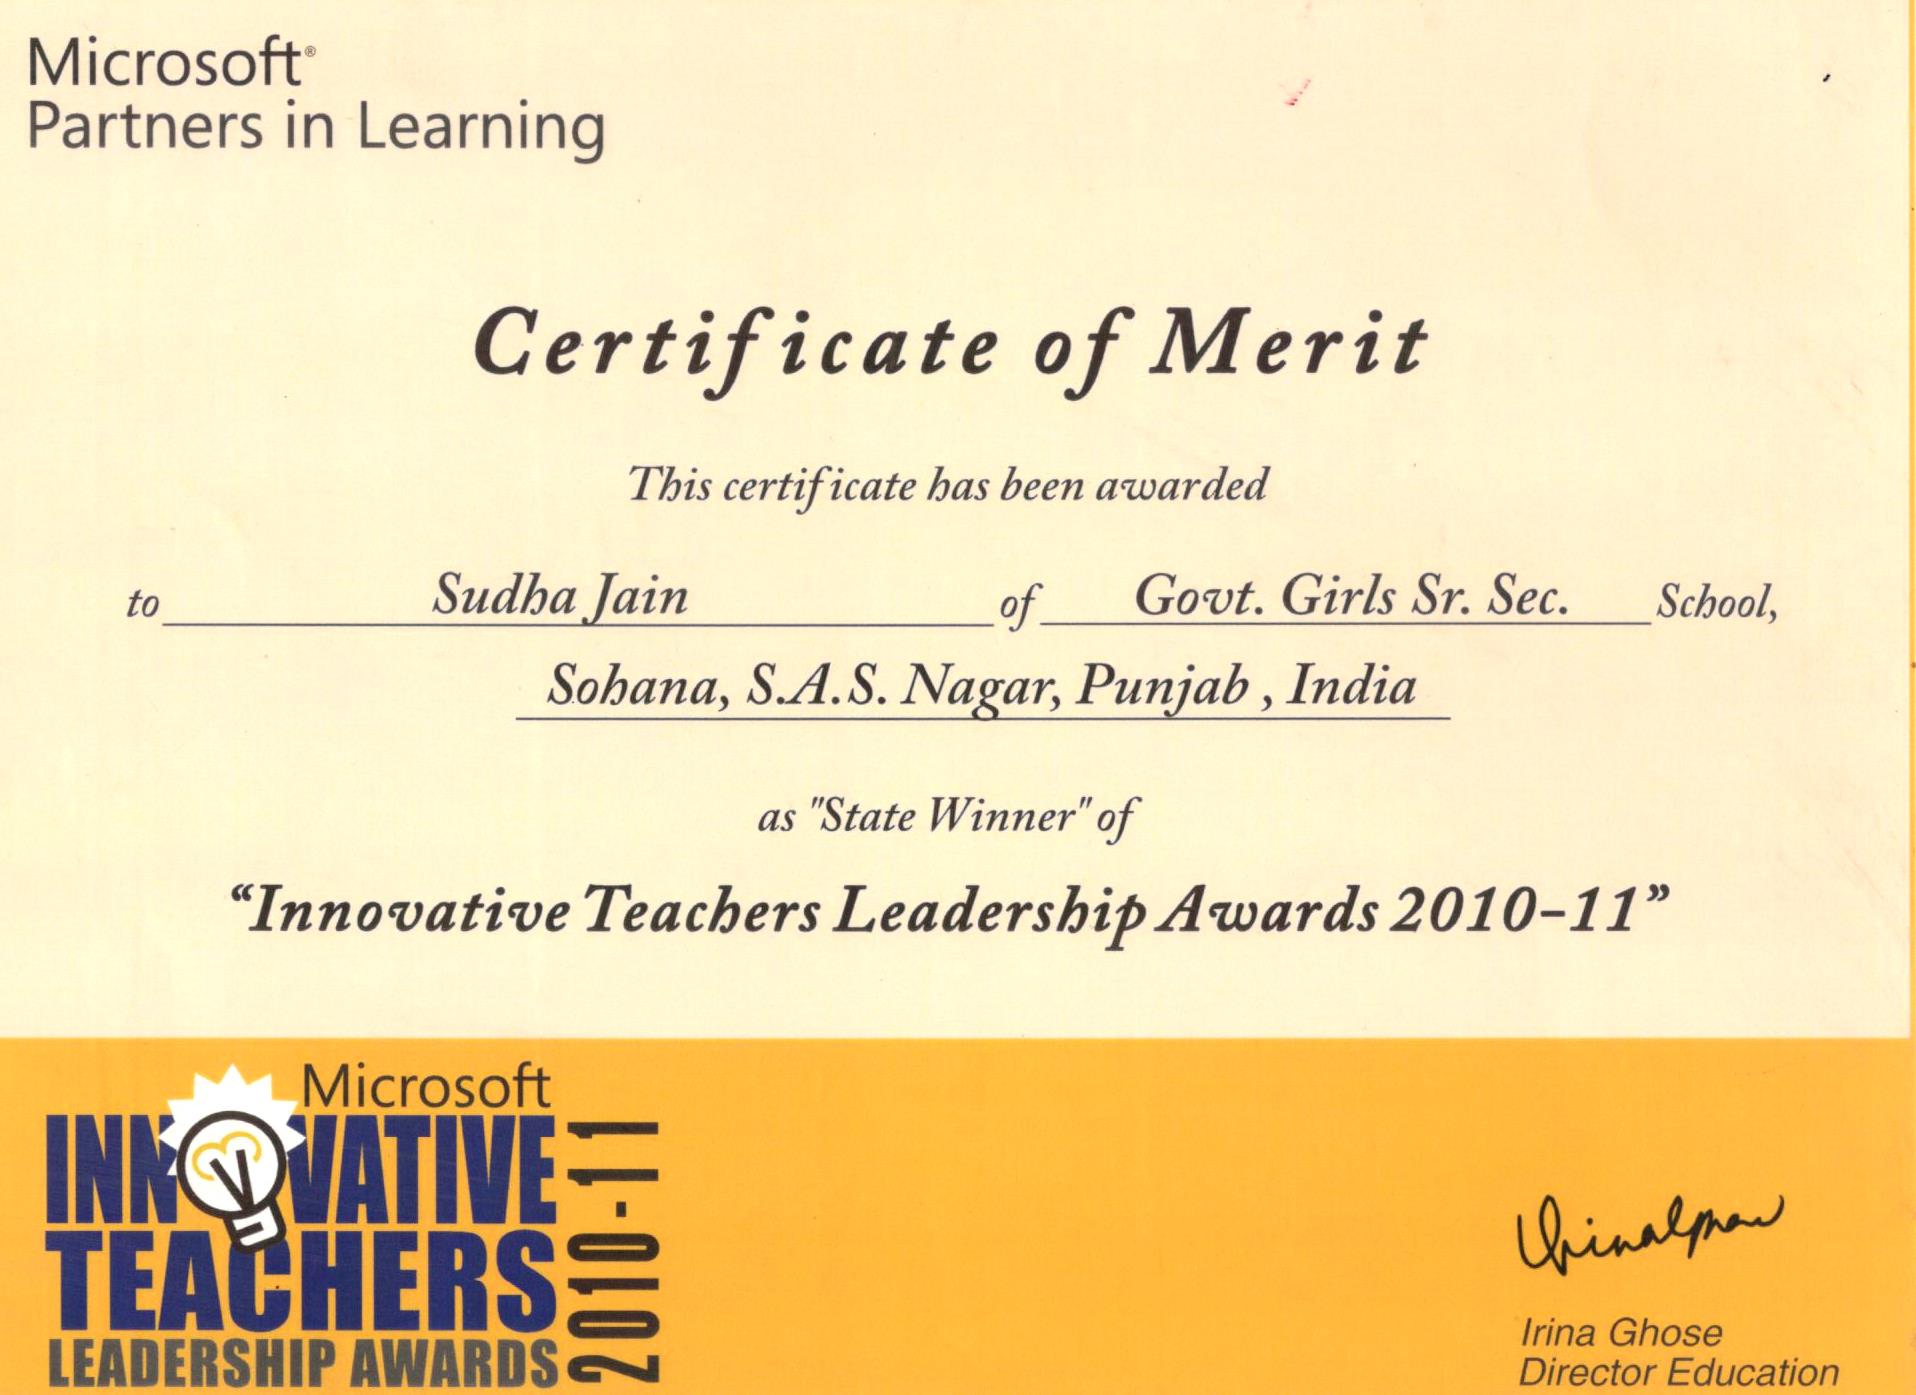 Microsoft®
Partners in Learning
Certificate of Merit
This certificate has been awarded
to Sudha Jain of Govt. Girls Sr. Sec. School,
Sohana, S.A.S. Nagar, Punjab , India
as "State Winner" of
“Innovative Teachers Leadership Awards 2010-11”
Microsoft
INNOVATIVE
TEACHERS
LEADERSHIP AWARDS
2010-11
Irina Ghose
Director Education